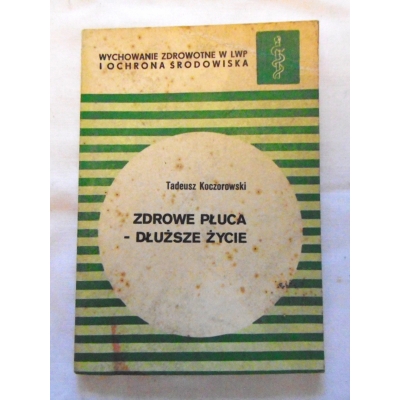 WYCHOWANIE ZDROWOTNE W LWP
I OCHRONA ŚRODOWISKA
Tadeusz Koczorowski
ZDROWE PŁUCA
- DŁUŻSZE ŻYCIE